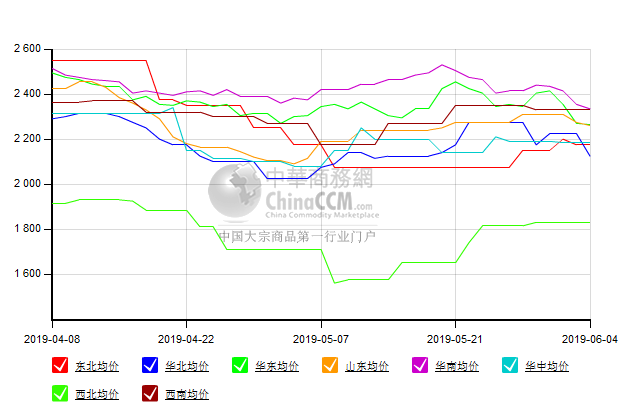 2 600
2 400
2 200
2 000
1 800
1 600
中華商務網
ChinaCCM.com
China Commodity Marketplace
中国大宗商品第一行业门户
2019-04-08 2019-04-22 2019-05-07 2019-05-21 2019-06-04
东北均价 华北均价 华东均价 山东均价 华南均价 华中均价
西北均价 西南均价